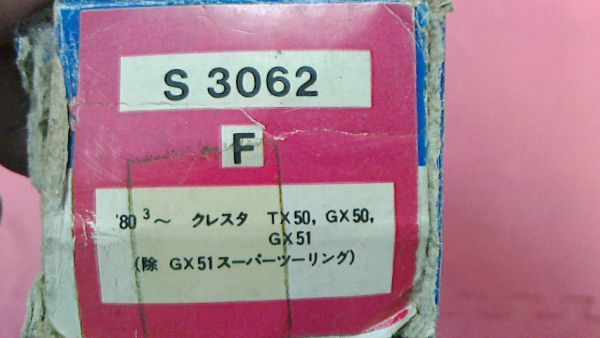 S 3062
F
'80 3～ クレスタ TX50, GX50,
GX51
(除 GX51スーパーツーリング)